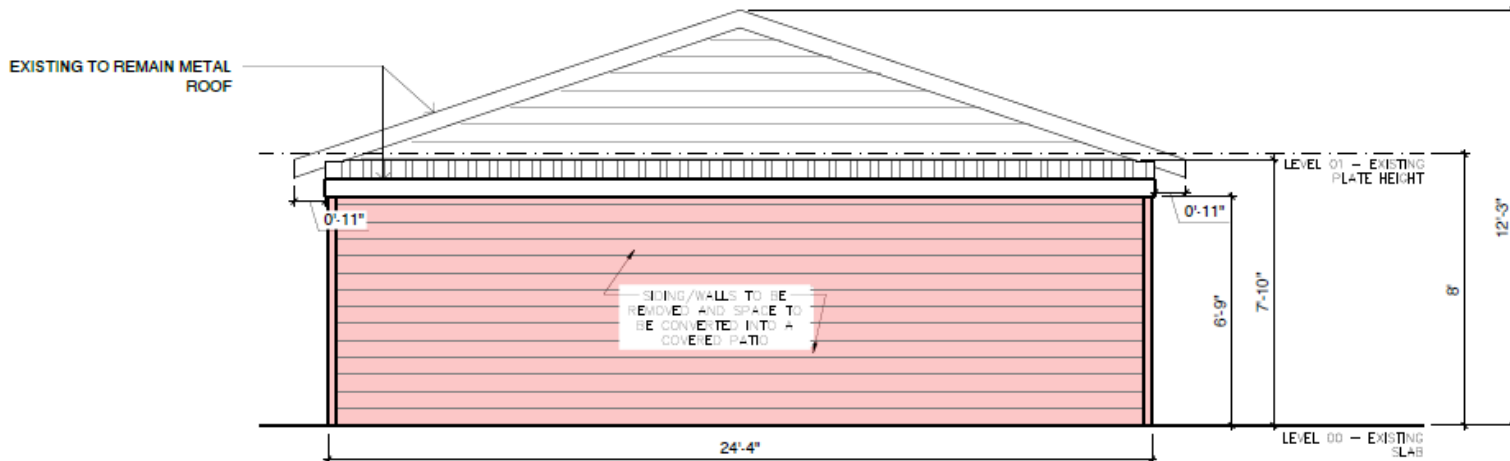 EXISTING TO REMAIN METAL
ROOF
LEVEL 01 – EXISTING
PLATE HEIGHT
0'-11"
0'-11"
12'-3"
7'-10"
8'
6'-9"
SIDING/WALLS TO BE
REMOVED AND SPACE TO
BE CONVERTED INTO A
COVERED PATIO
24'-4"
LEVEL 00 – EXISTING
SLAB